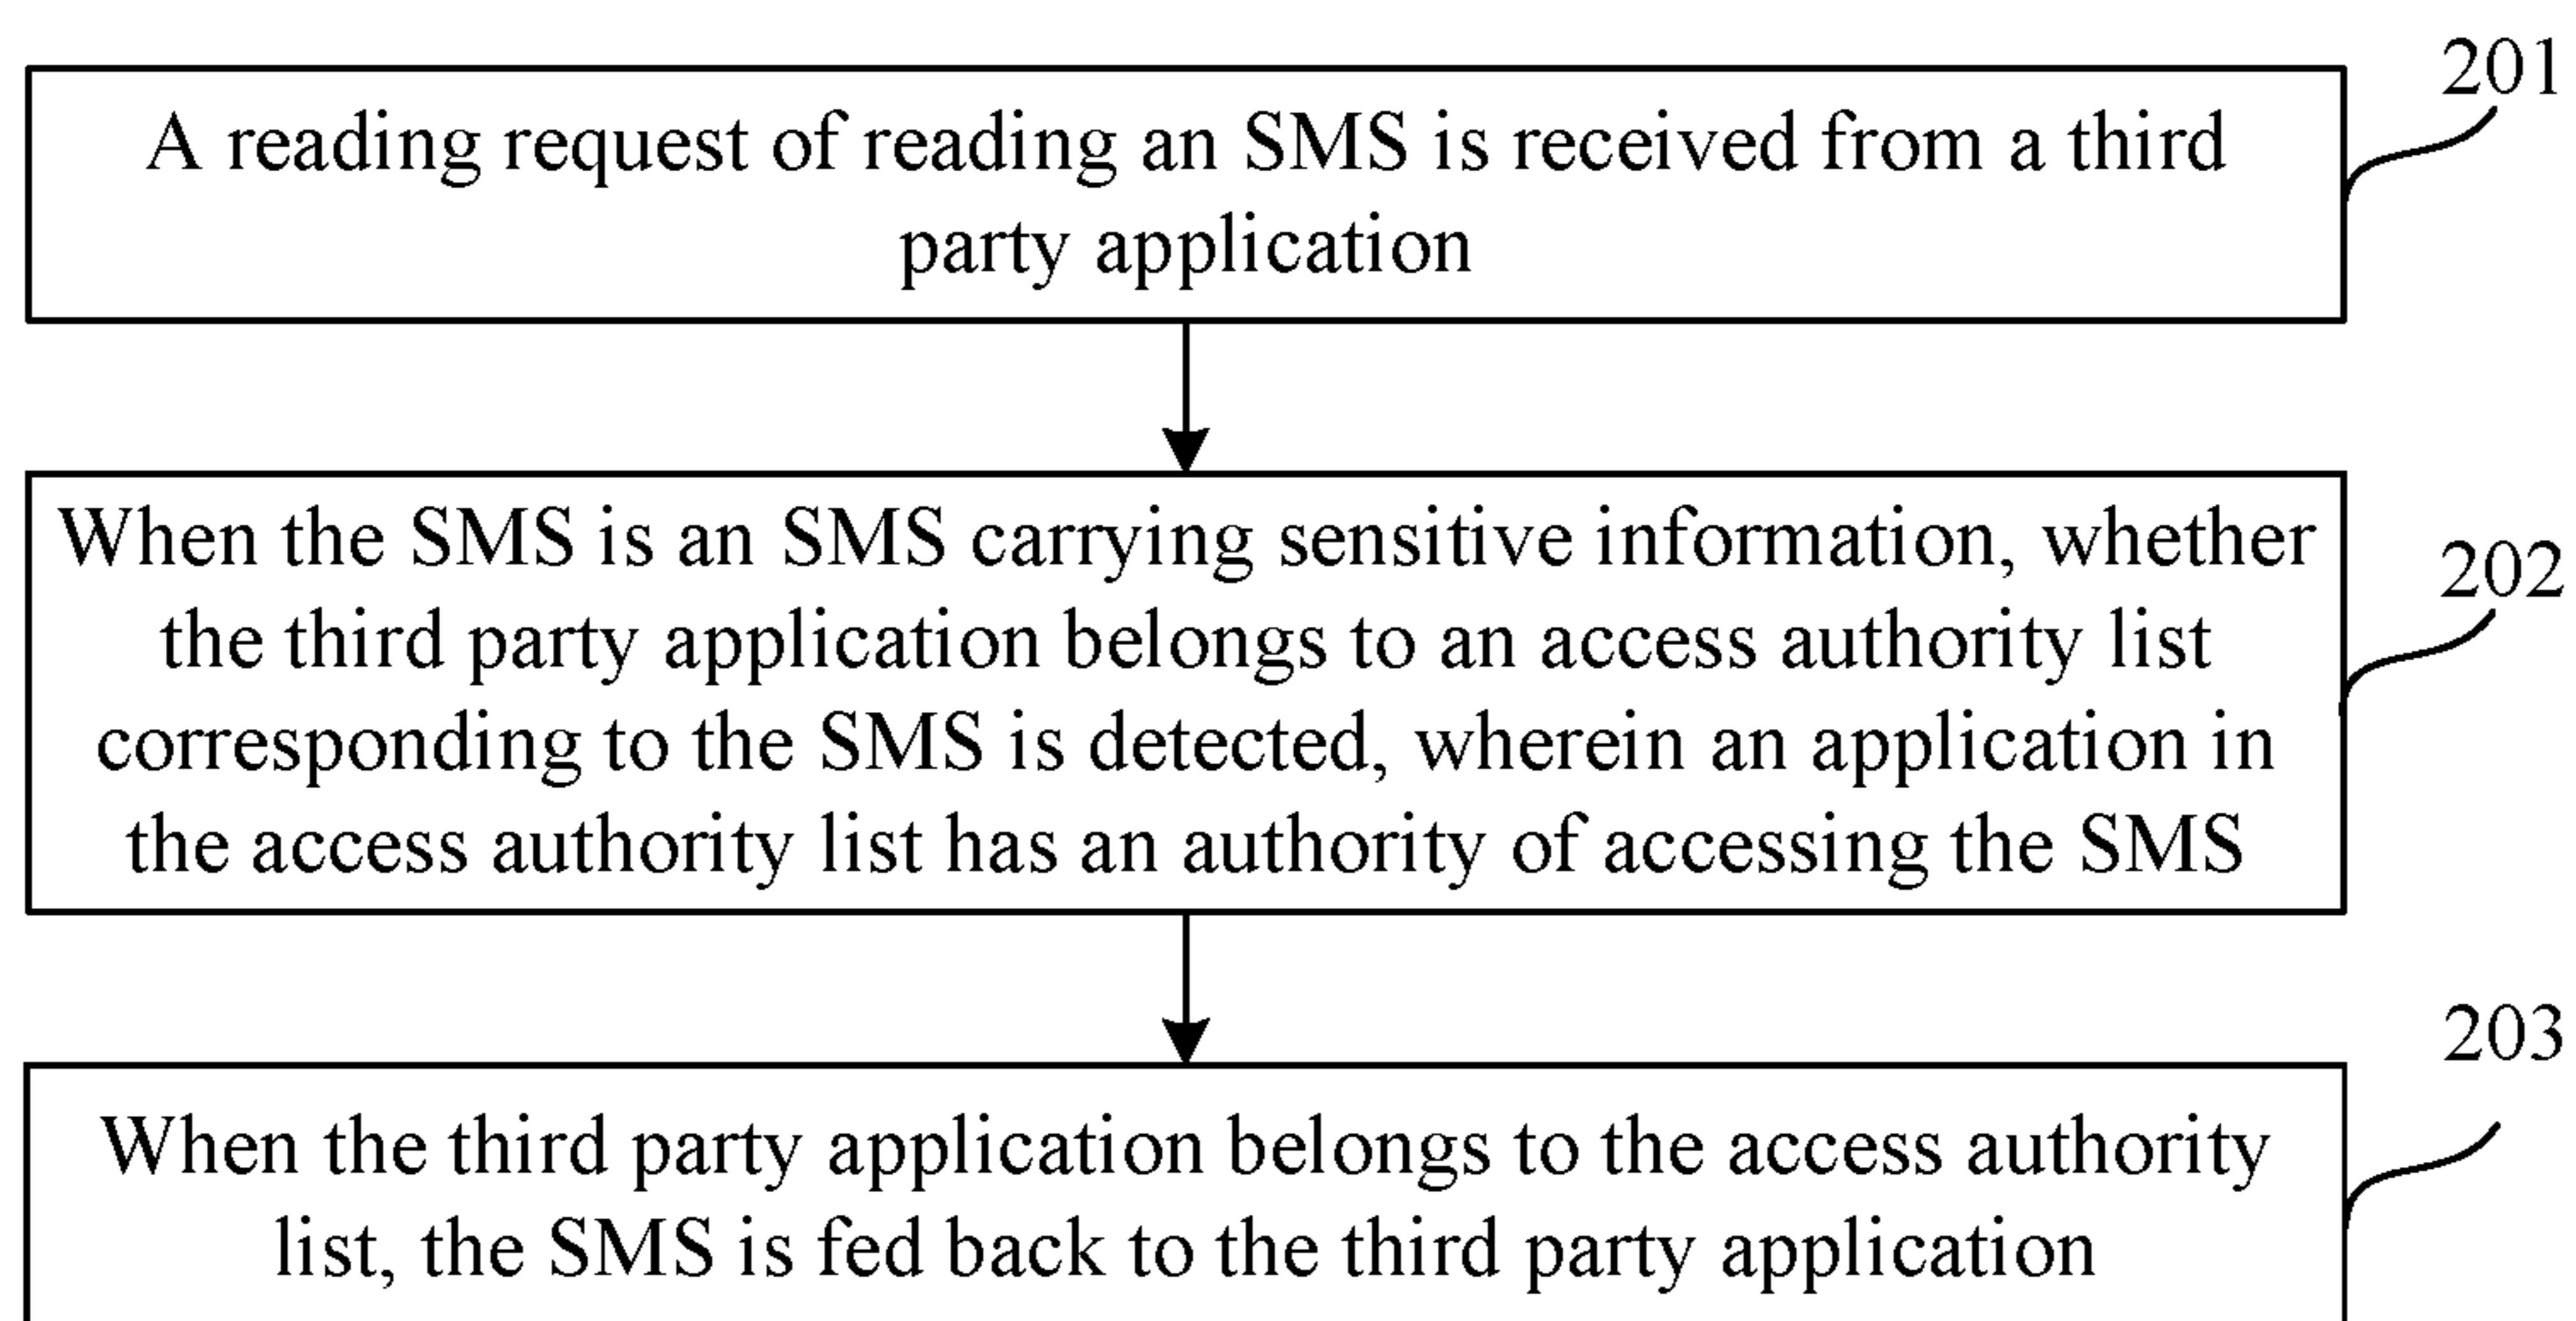 201
A reading request of reading an SMS is received from a third
party application
When the SMS is an SMS carrying sensitive information, whether
202
the third party application belongs to an access authority list
corresponding to the SMS is detected, wherein an application in
the access authority list has an authority of accessing the SMS
203
When the third party application belongs to the access authority
list, the SMS is fed back to the third party application